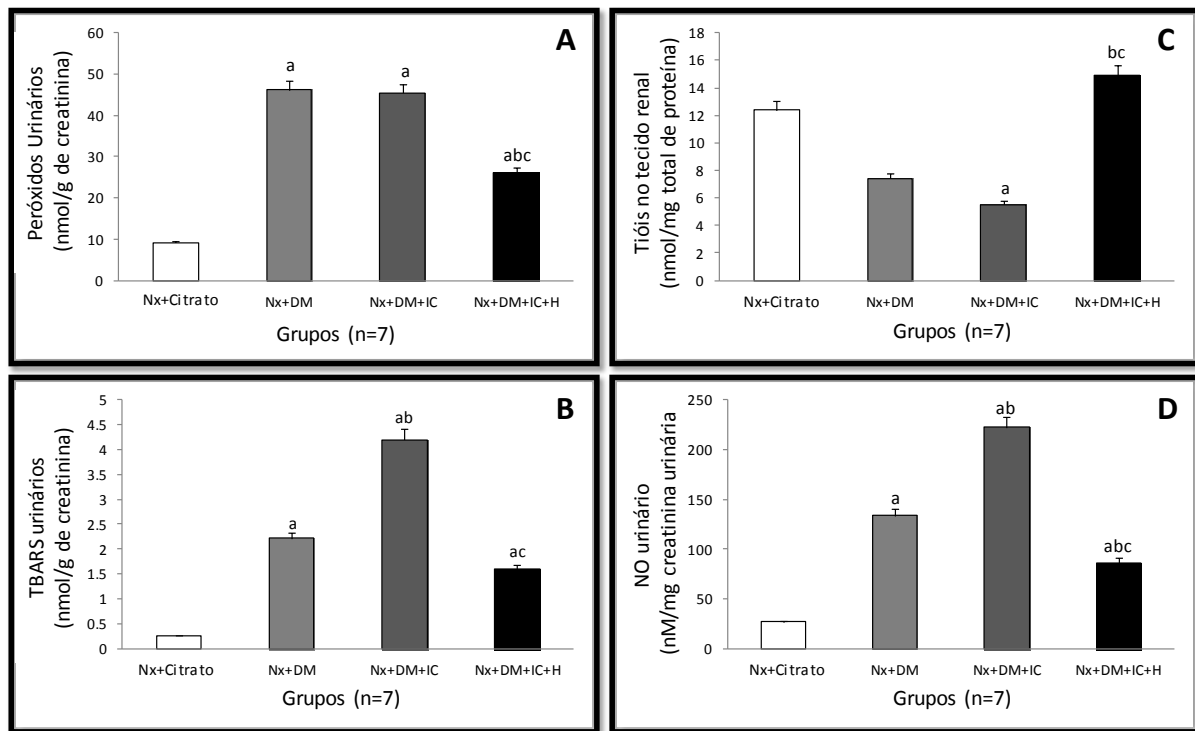 A
Peróxidos Urinários
(nmol/g de creatinina)
60
50
40
30
20
10
0
a
a
abc
Nx+Citrato Nx+DM Nx+DM+IC Nx+DM+IC+H
Grupos (n=7)
C
Tióis no tecido renal
(nmol/mg total de proteína)
18
16
14
12
10
8
6
4
2
0
a
bc
Nx+Citrato Nx+DM Nx+DM+IC Nx+DM+IC+H
Grupos (n=7)
B
TBARS urinários
(nmol/g de creatinina)
5
4.5
4
3.5
3
2.5
2
1.5
1
0.5
0
a
ab
ac
Nx+Citrato Nx+DM Nx+DM+IC Nx+DM+IC+H
Grupos (n=7)
D
NO urinário
(nM/mg creatinina urinária)
250
200
150
100
50
0
a
ab
abc
Nx+Citrato Nx+DM Nx+DM+IC Nx+DM+IC+H
Grupos (n=7)